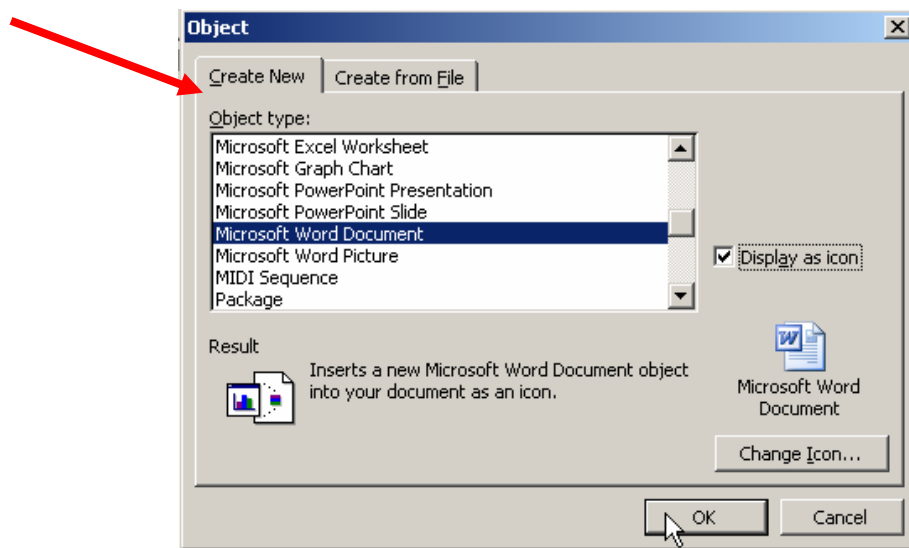 Object
Create New
Create from File
Object type:
Microsoft Excel Worksheet
Microsoft Graph Chart
Microsoft PowerPoint Presentation
Microsoft PowerPoint Slide
Microsoft Word Document
Microsoft Word Picture
MIDI Sequence
Package
Display as icon
Result
Inserts a new Microsoft Word Document object
into your document as an icon.
Microsoft Word
Document
Change Icon...
OK
Cancel